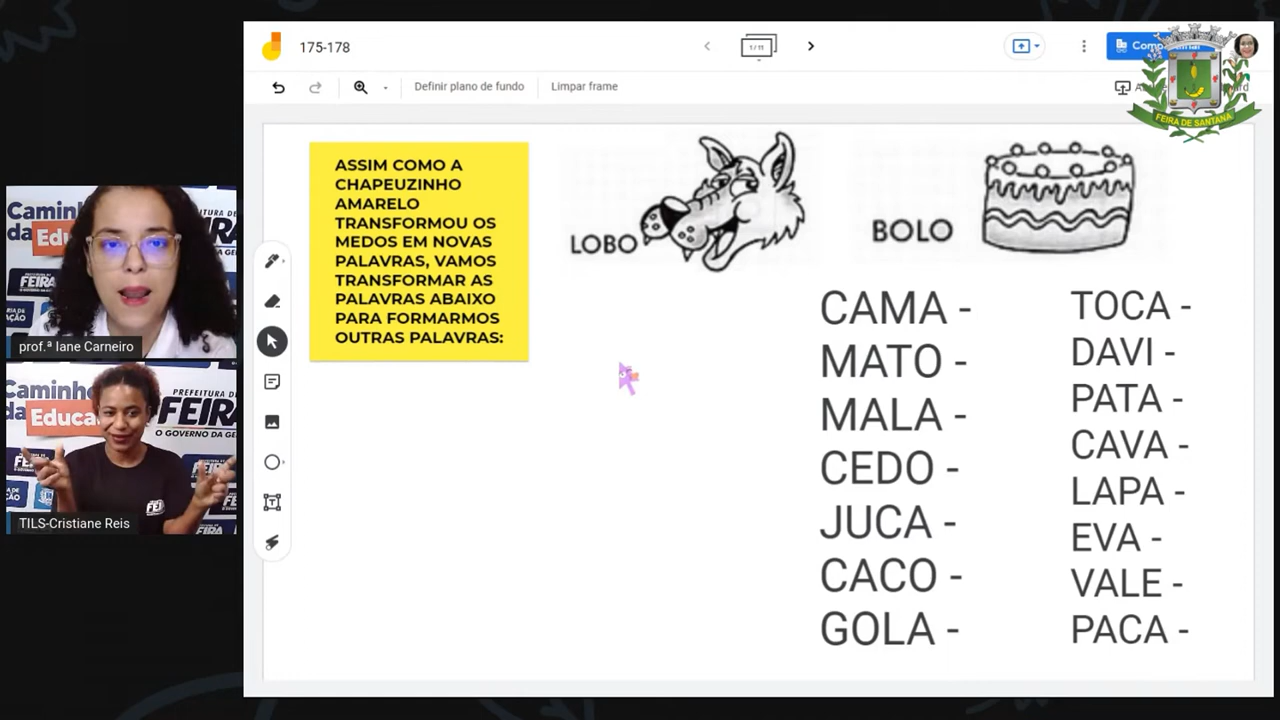 175-178
1/11
Definir plano de fundo
Limpar frame
FEIRA DE SANTANA
ASSIM COMO A
CHAPEUZINHO
AMARELO
TRANSFORMOU OS
MEDOS EM NOVAS
PALAVRAS, VAMOS
TRANSFORMAR AS
PALAVRAS ABAIXO
PARA FORMARMOS
OUTRAS PALAVRAS:
LOBO
BOLO
CAMA -
MATO -
MALA -
CEDO -
JUCA -
CACO -
GOLA -
TOCA -
DAVI -
PATA -
CAVA -
LAPA -
EVA -
VALE -
PACA -
prof.ª Iane Carneiro
PREFEITURA DE
FEIRA
O GOVERNO DA
TILS-Cristiane Reis